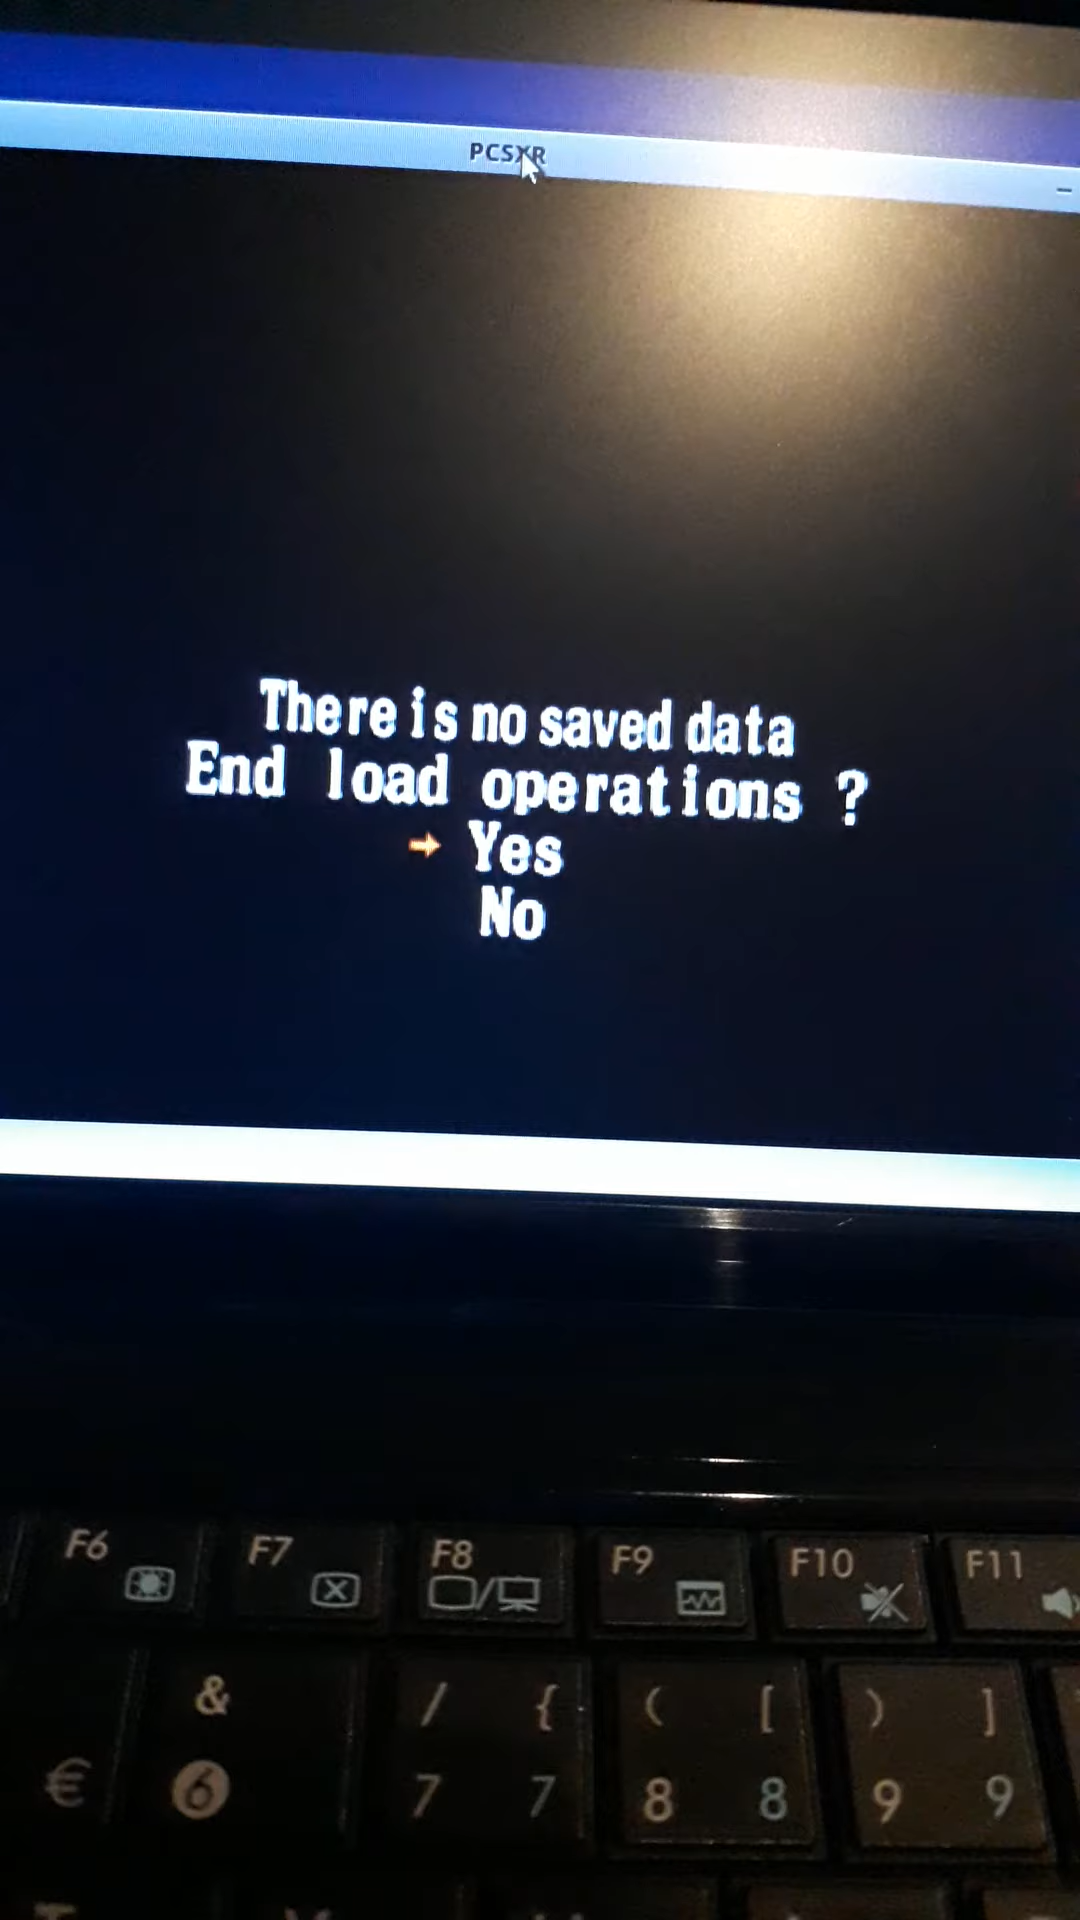 PCSXR
There is no saved data
End load operations ?
Yes
No
F6 F7 F8 F9 F10 F11
& / { ( [ ) ]
€ 6 7 7 8 8 9 9